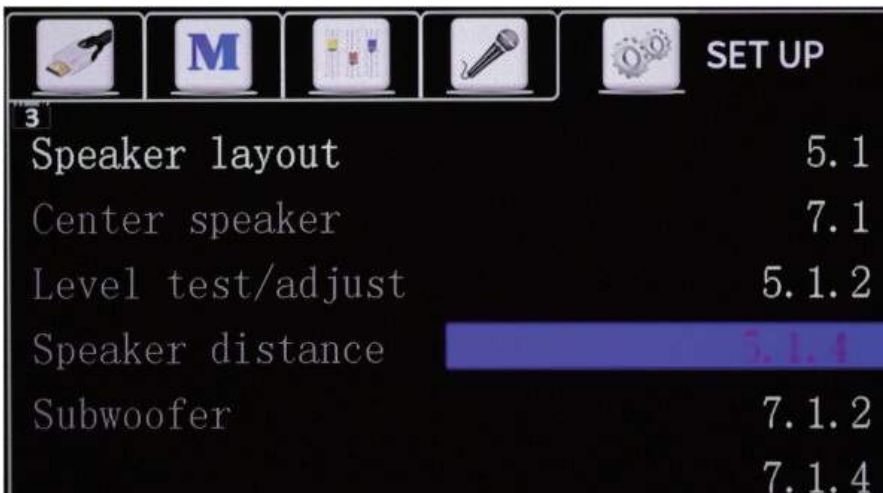 M
SET UP
3
Speaker layout 5.1
Center speaker 7.1
Level test/adjust 5.1.2
Speaker distance 5.1.4
Subwoofer 7.1.2
7.1.4